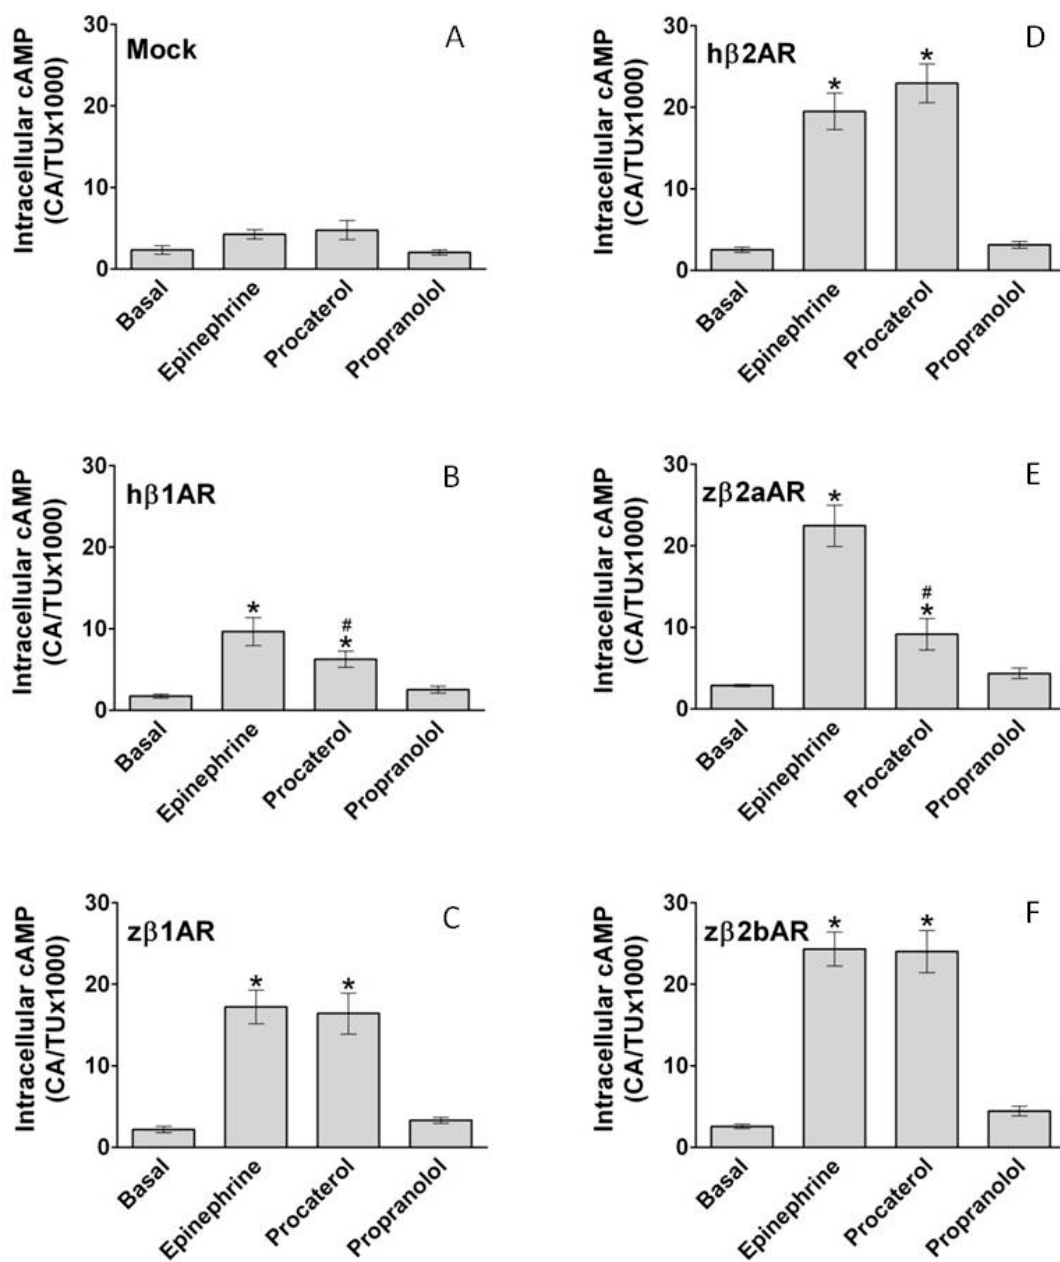 Intracellular cAMP
(CA/TUx1000)
30
20
10
0
Mock
A
Basal
Epinephrine
Procaterol
Propranolol
Intracellular cAMP
(CA/TUx1000)
30
20
10
0
hβ2AR
D
*
*
Basal
Epinephrine
Procaterol
Propranolol
Intracellular cAMP
(CA/TUx1000)
30
20
10
0
hβ1AR
B
*
#
*
Basal
Epinephrine
Procaterol
Propranolol
Intracellular cAMP
(CA/TUx1000)
30
20
10
0
zβ2aAR
E
*
#
*
Basal
Epinephrine
Procaterol
Propranolol
Intracellular cAMP
(CA/TUx1000)
30
20
10
0
zβ1AR
C
*
*
Basal
Epinephrine
Procaterol
Propranolol
Intracellular cAMP
(CA/TUx1000)
30
20
10
0
zβ2bAR
F
*
*
Basal
Epinephrine
Procaterol
Propranolol